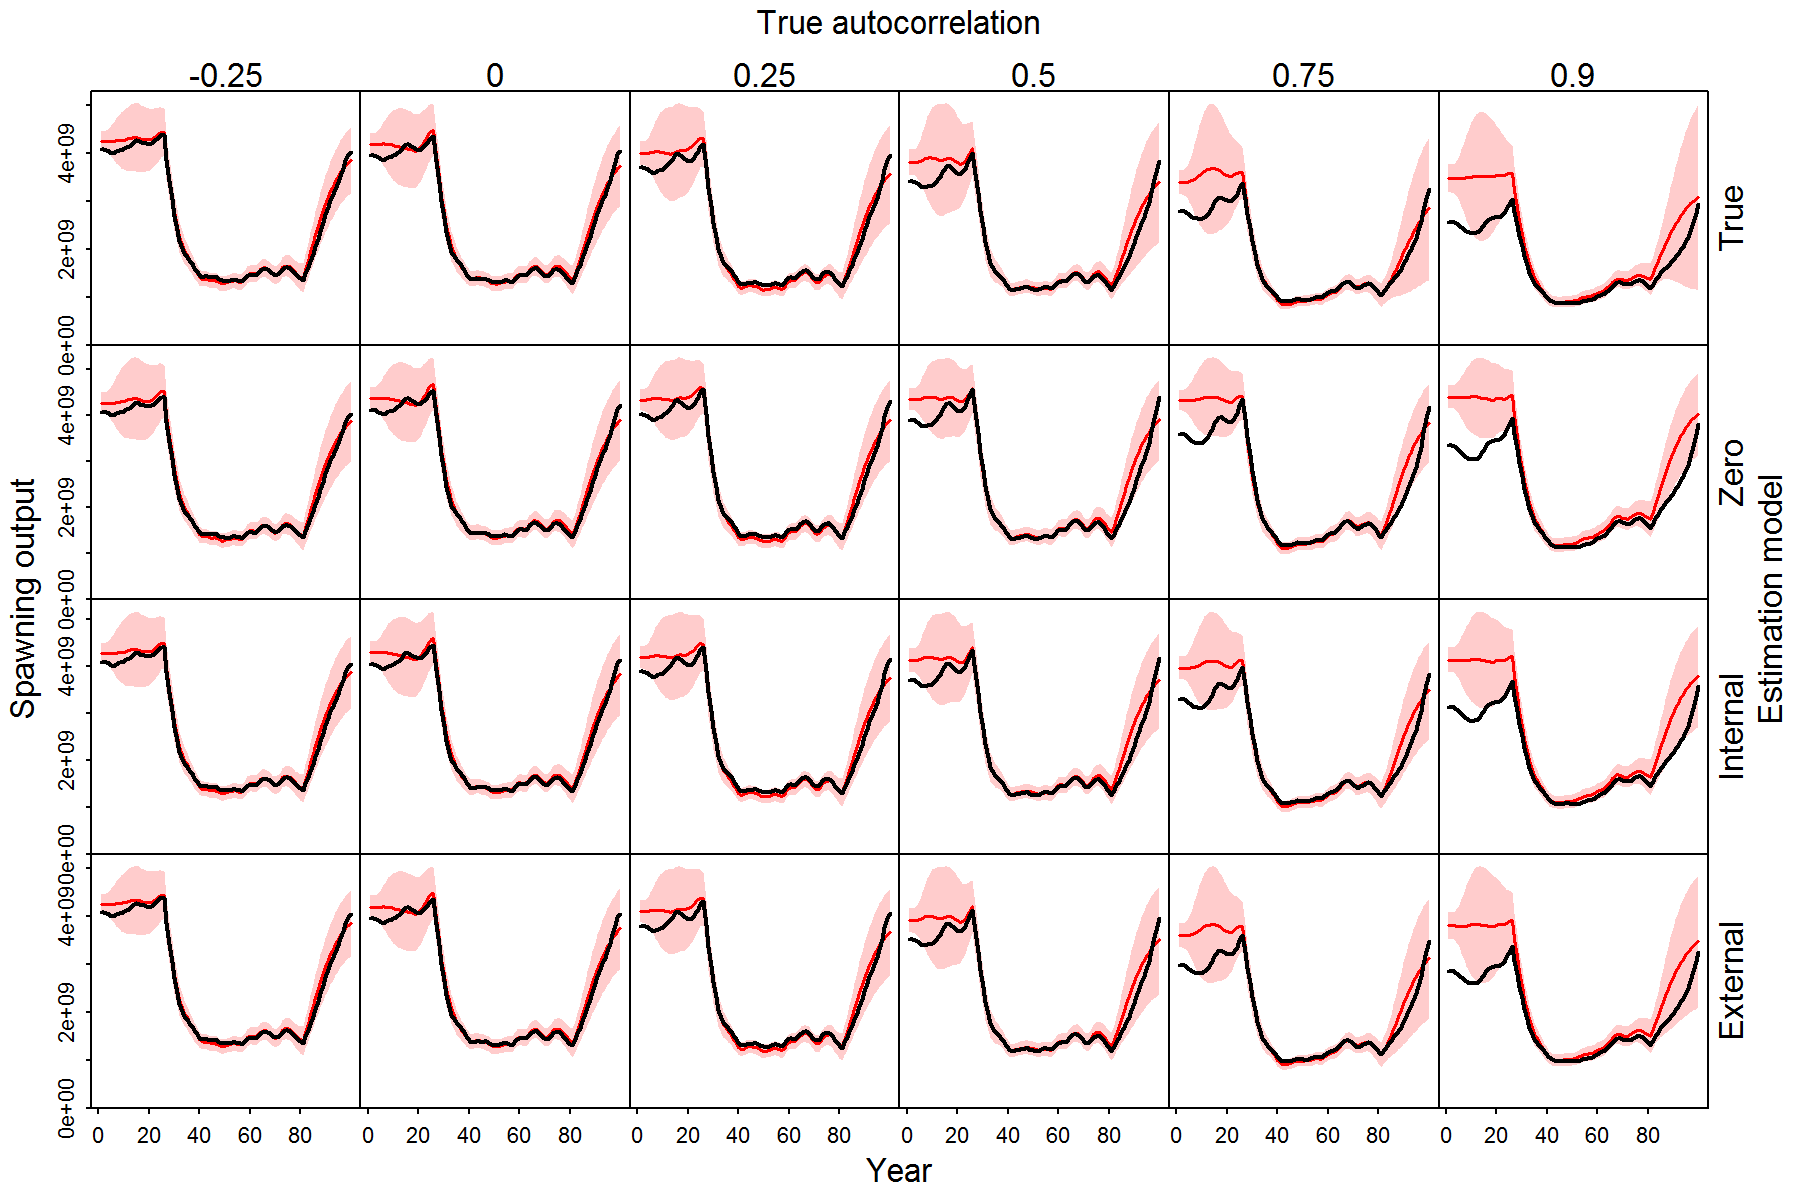 True autocorrelation
-0.25 0 0.25 0.5 0.75 0.9
Spawning output
0e+00 2e+09 4e+09
True
0e+00 2e+09 4e+09
Zero
0e+00 2e+09 4e+09
Internal
0e+00 2e+09 4e+09
External
Estimation model
0 20 40 60 80 0 20 40 60 80 0 20 40 60 80 0 20 40 60 80 0 20 40 60 80 0 20 40 60 80
Year